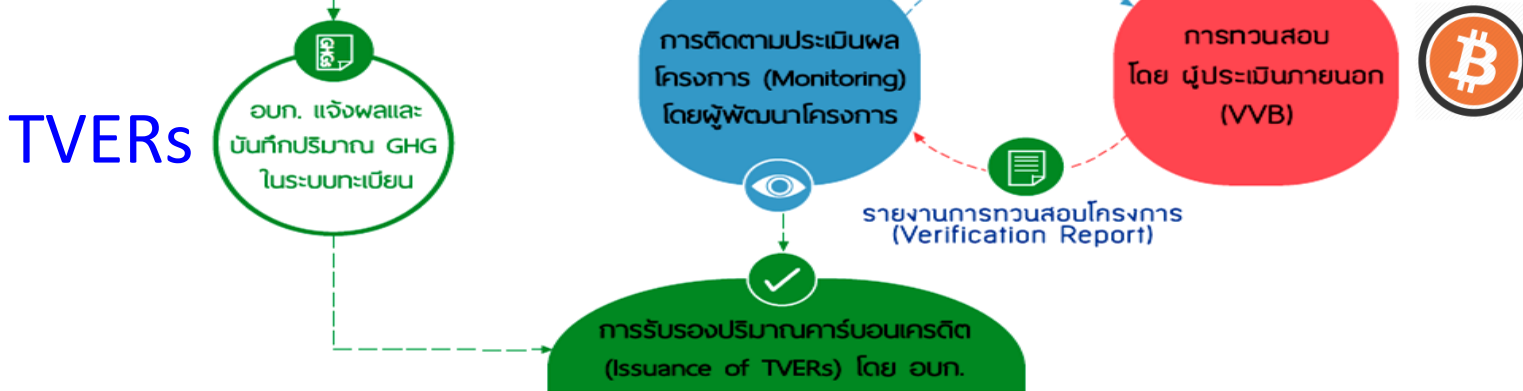 TVERs
GHGs
อบก. แจ้งผลและ
บันทึกปริมาณ GHG
ในระบบทะเบียน
การติดตามประเมินผล
โครงการ (Monitoring)
โดยผู้พัฒนาโครงการ
การทวนสอบ
โดย ผู้ประเมินภายนอก
(VVB)
รายงานการทวนสอบโครงการ
(Verification Report)
การรับรองปริมาณคาร์บอนเครดิต
(Issuance of TVERs) โดย อบก.